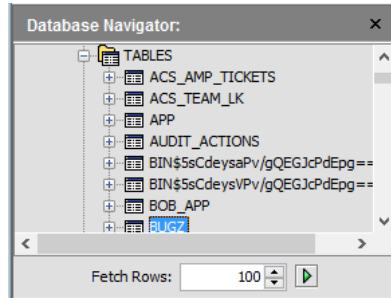 Database Navigator:
TABLES
ACS_AMP_TICKETS
ACS_TEAM_LK
APP
AUDIT_ACTIONS
BIN$5sCdeysaPv/gQEGJcPdEpg==
BIN$5sCdeysVPv/gQEGJcPdEpg==
BOB_APP
BUGZ
Fetch Rows: 100